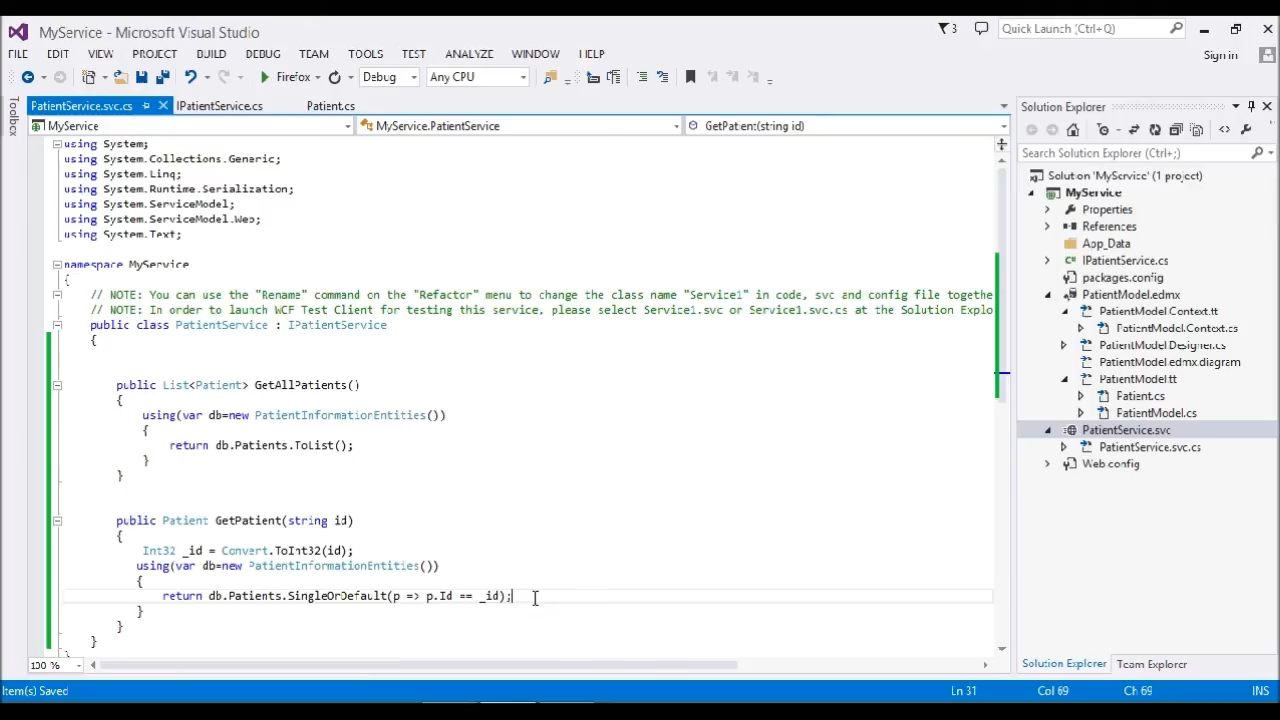 MyService - Microsoft Visual Studio
3
Quick Launch (Ctrl+Q)
FILE EDIT VIEW PROJECT BUILD DEBUG TEAM TOOLS TEST ANALYZE WINDOW HELP
Sign in
Firefox Debug Any CPU
Toolbox
PatientService.svc.cs IPatientService.cs Patient.cs
MyService MyService.PatientService GetPatient(string id)
using System;
using System.Collections.Generic;
using System.Linq;
using System.Runtime.Serialization;
using System.ServiceModel;
using System.ServiceModel.Web;
using System.Text;
namespace MyService
{
// NOTE: You can use the "Rename" command on the "Refactor" menu to change the class name "Service1" in code, svc and config file togethe
// NOTE: In order to launch WCF Test Client for testing this service, please select Service1.svc or Service1.svc.cs at the Solution Explo
public class PatientService : IPatientService
{
public List<Patient> GetAllPatients()
{
using(var db=new PatientInformationEntities())
{
return db.Patients.ToList();
}
}
public Patient GetPatient(string id)
{
Int32 _id = Convert.ToInt32(id);
using(var db=new PatientInformationEntities())
{
return db.Patients.SingleOrDefault(p => p.Id == _id);
}
}
}
}
100 %
Solution Explorer
Search Solution Explorer (Ctrl+;)
Solution 'MyService' (1 project)
MyService
Properties
References
App_Data
IPatientService.cs
packages.config
PatientModel.edmx
PatientModel.Context.tt
PatientModel.Context.cs
PatientModel.Designer.cs
PatientModel.edmx.diagram
PatientModel.tt
Patient.cs
PatientModel.cs
PatientService.svc
PatientService.svc.cs
Web.config
Solution Explorer Team Explorer
Item(s) Saved Ln 31 Col 69 Ch 69 INS